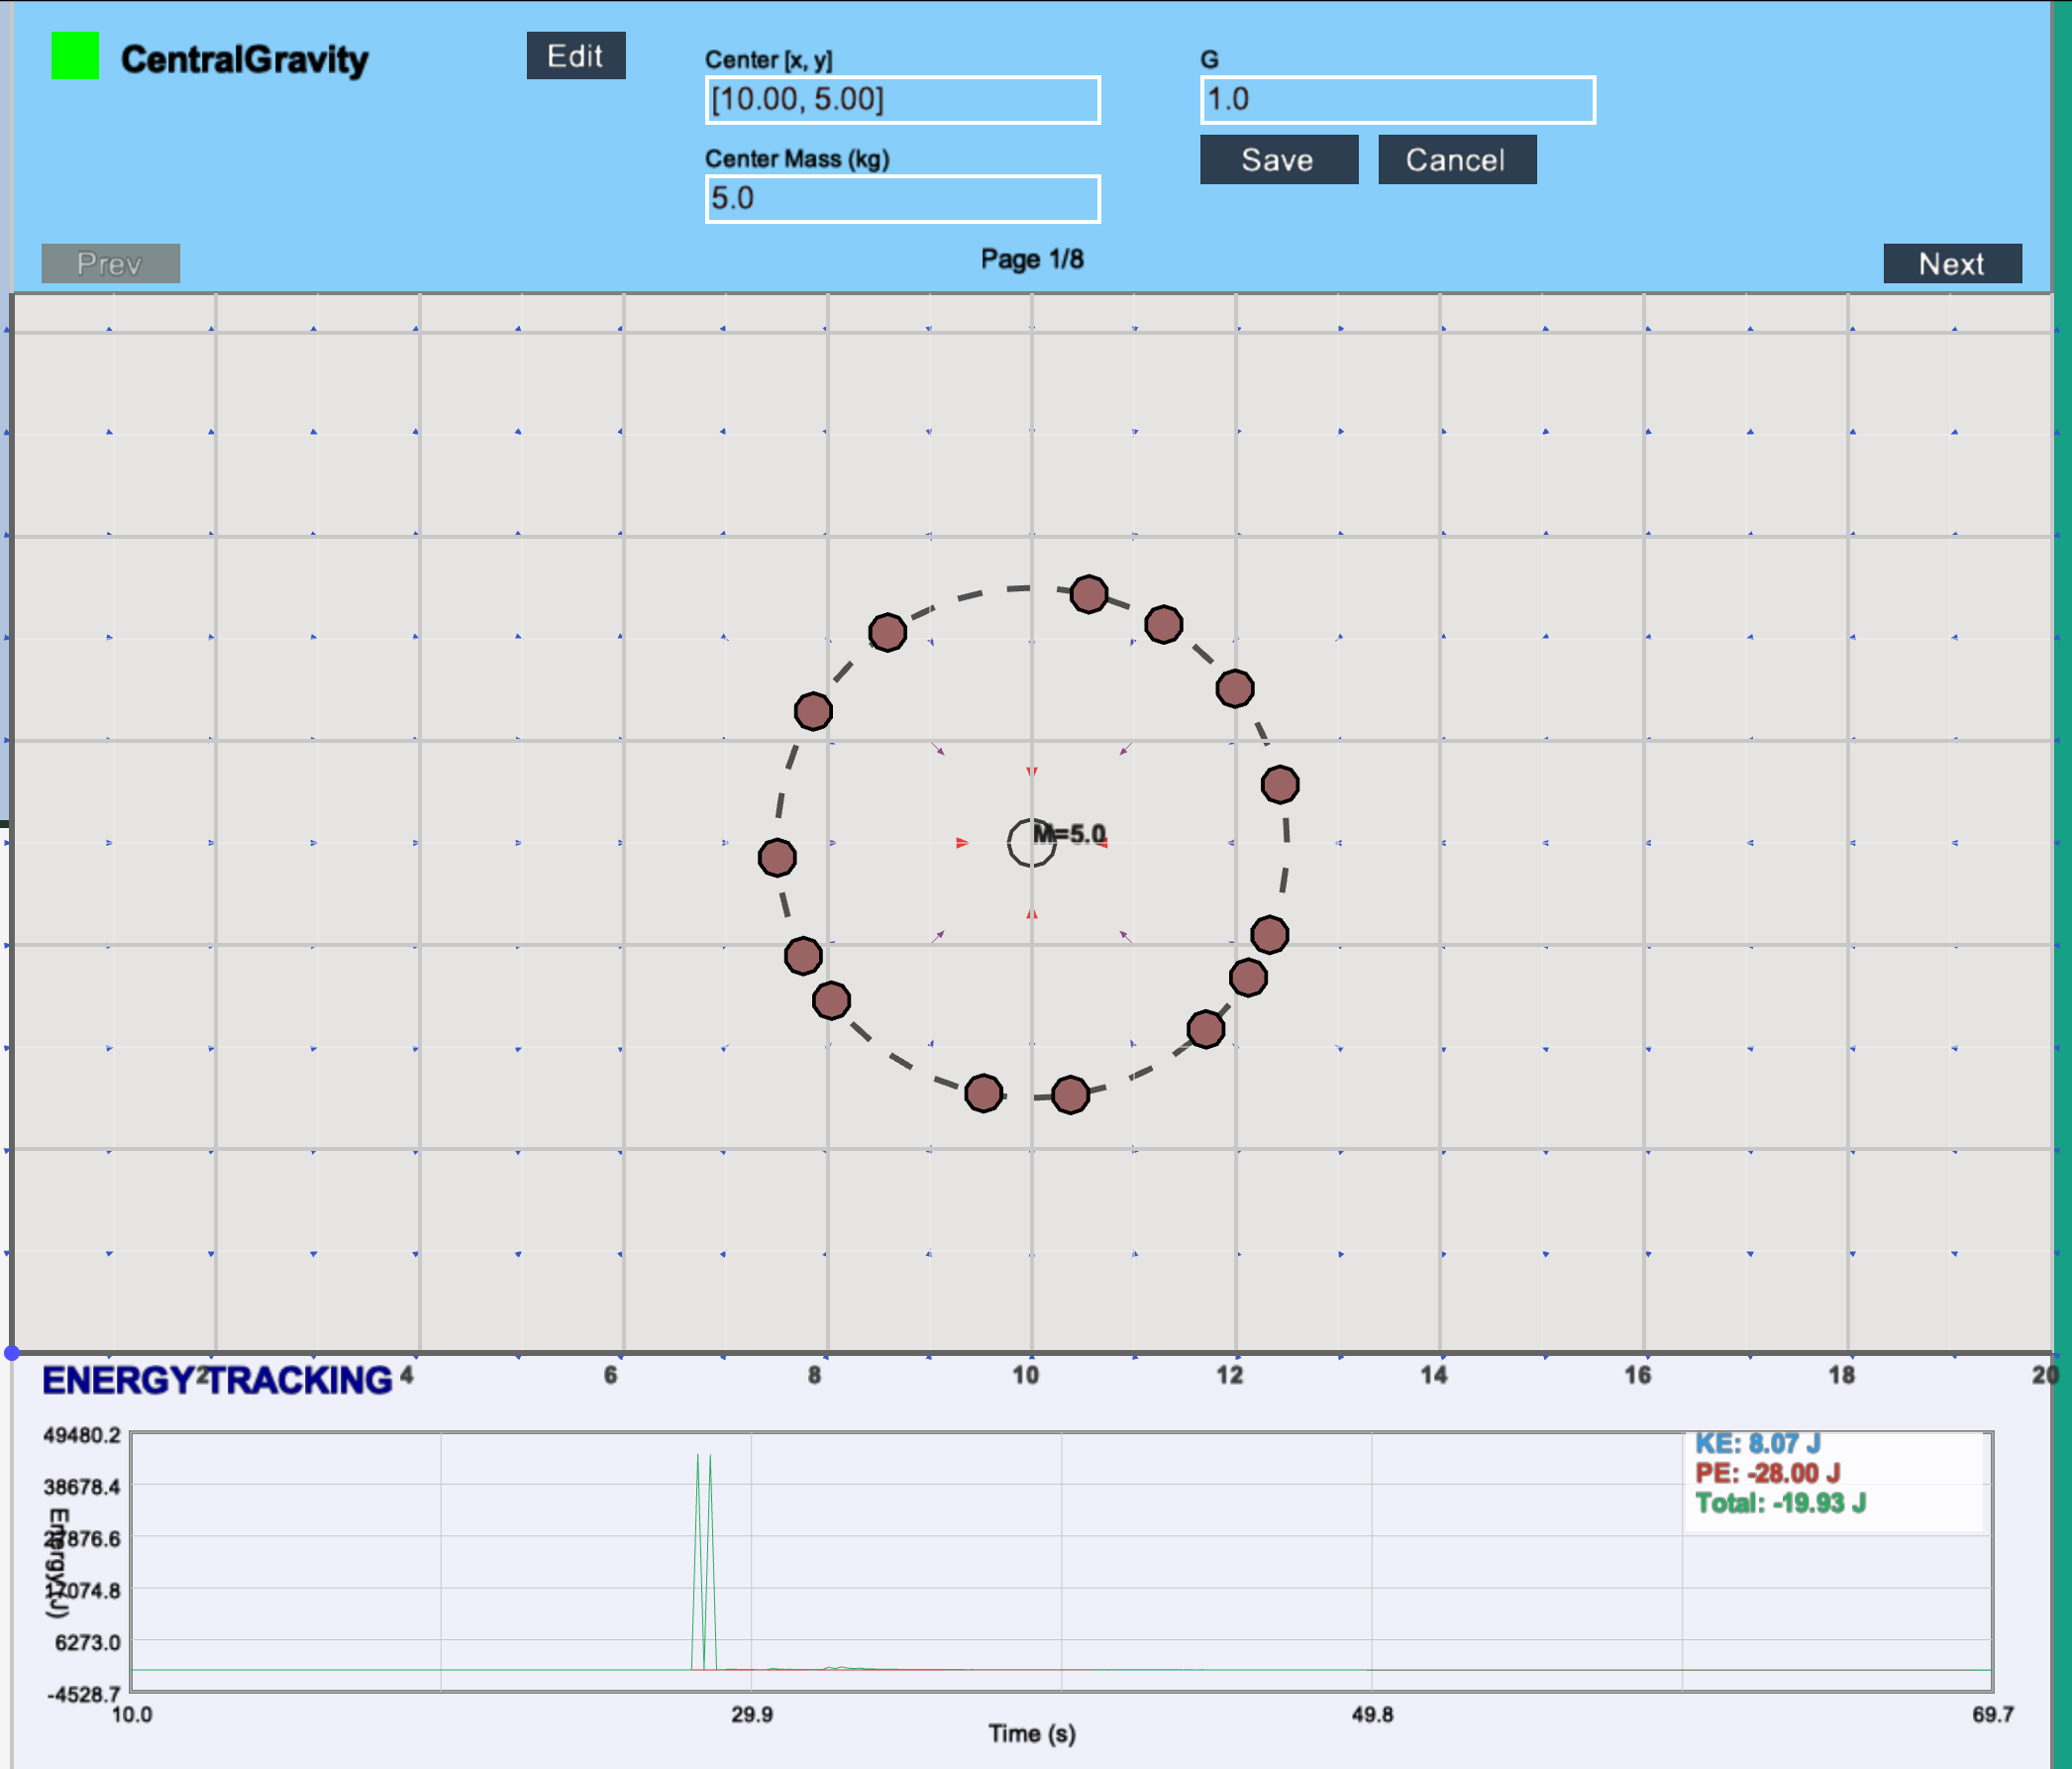 CentralGravity
Edit
Center [x, y]
[10.00, 5.00]
G
1.0
Center Mass (kg)
5.0
Save
Cancel
Prev
Page 1/8
Next
M=5.0
ENERGY TRACKING
2 4 6 8 10 12 14 16 18 20
49480.2
38678.4
27876.6
17074.8
6273.0
-4528.7
Energy (J)
KE: 8.07 J
PE: -28.00 J
Total: -19.93 J
10.0 29.9 49.8 69.7
Time (s)